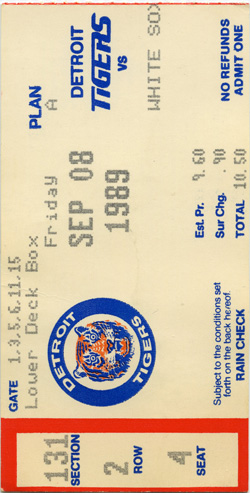 PLAN A
DETROIT
TIGERS
VS
WHITE SOX
NO REFUNDS
ADMIT ONE
GATE 1,3,5,6,11,15
Lower Deck Box
Friday
SEP 08
1989
Est. Pr. 9.60
Sur Chg. .90
TOTAL 10.50
DETROIT
TIGERS
Subject to the conditions set
forth on the back hereof.
RAIN CHECK
131
SECTION
2
ROW
4
SEAT